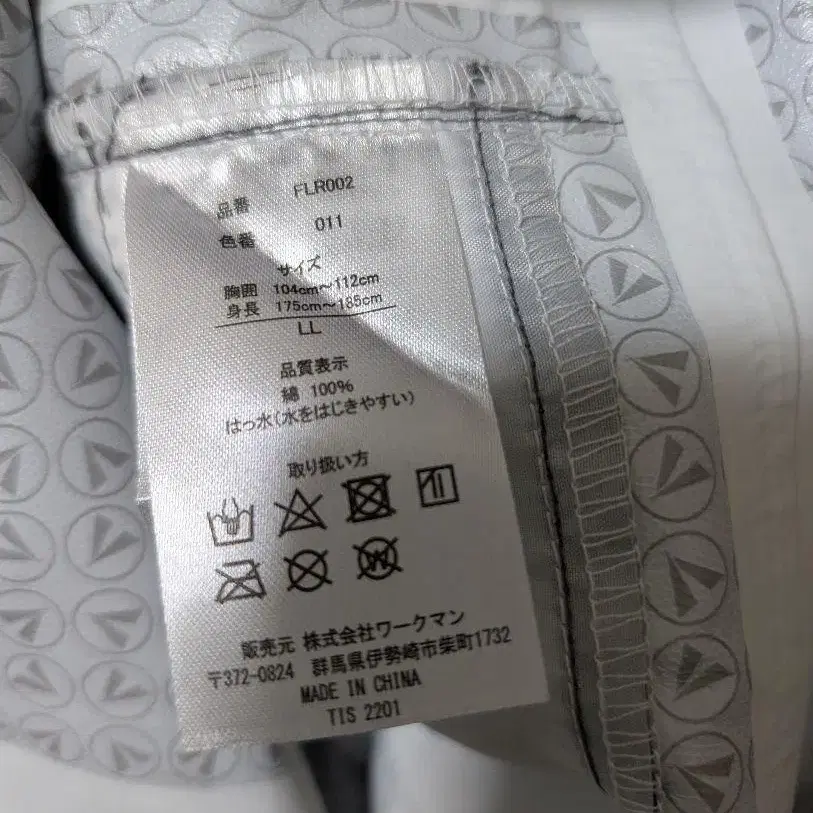 品番 FLR002
色番 011
サイズ
胸囲 104cm～112cm
身長 175cm～185cm
LL
品質表示
綿 100%
はっ水(水をはじきやすい)
取り扱い方
販売元 株式会社ワークマン
〒372-0824 群馬県伊勢崎市柴町1732
MADE IN CHINA
TIS 2201